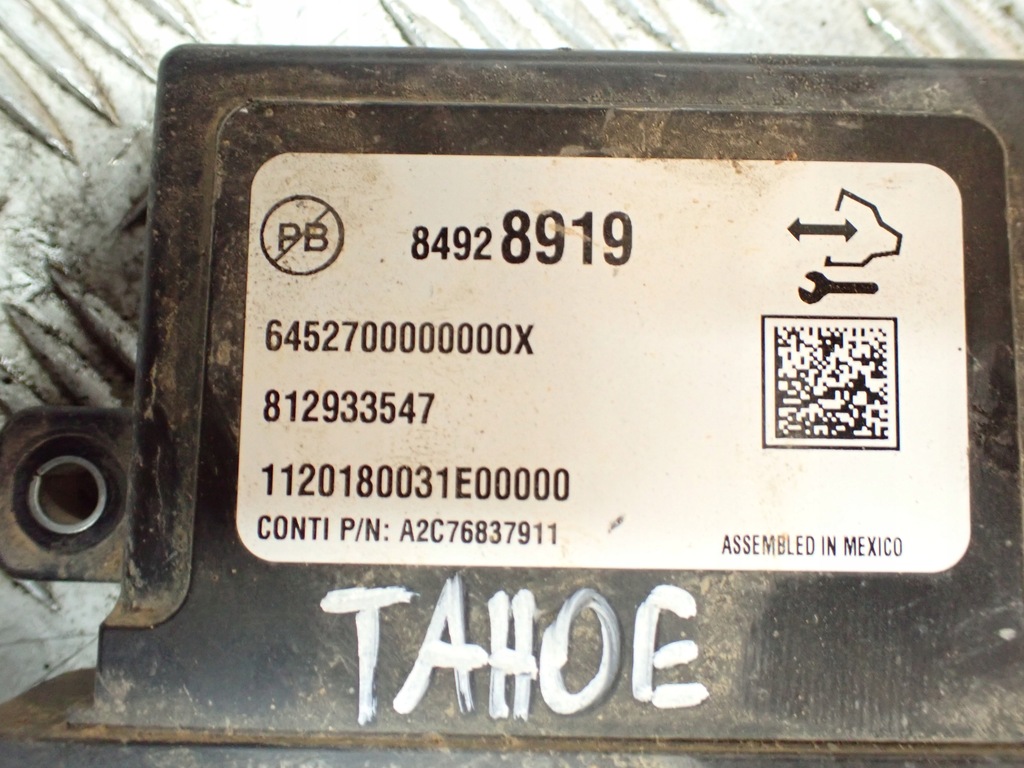 PB
84928919
6452700000000X
812933547
1120180031E00000
CONTI P/N: A2C76837911
ASSEMBLED IN MEXICO
TAHOE